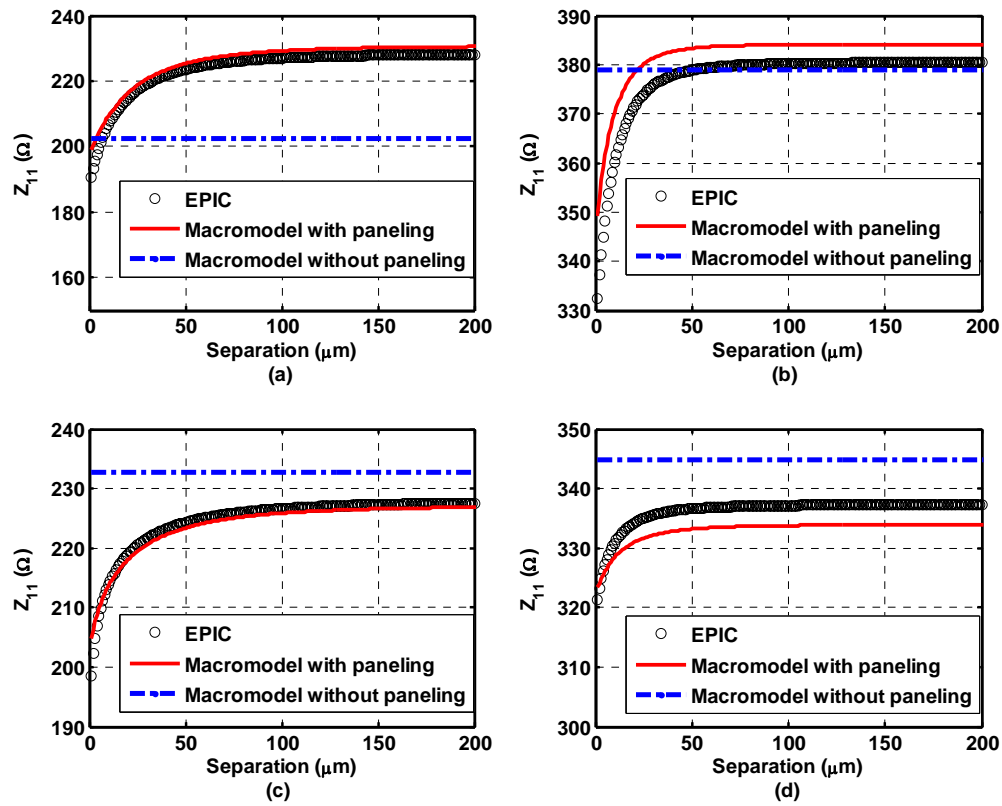 240
220
200
180
160
Z11 (Ω)
EPIC
Macromodel with paneling
Macromodel without paneling
0 50 100 150 200
Separation (μm)
(a)
390
380
370
360
350
340
330
Z11 (Ω)
EPIC
Macromodel with paneling
Macromodel without paneling
0 50 100 150 200
Separation (μm)
(b)
240
230
220
210
200
190
Z11 (Ω)
EPIC
Macromodel with paneling
Macromodel without paneling
0 50 100 150 200
Separation (μm)
(c)
350
340
330
320
310
300
Z11 (Ω)
EPIC
Macromodel with paneling
Macromodel without paneling
0 50 100 150 200
Separation (μm)
(d)